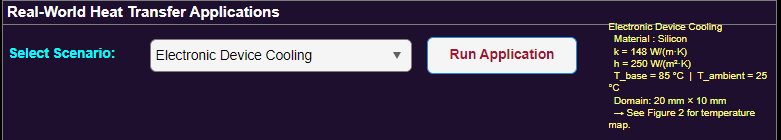 Real-World Heat Transfer Applications
Select Scenario:
Electronic Device Cooling
Run Application
Electronic Device Cooling
Material : Silicon
k = 148 W/(m·K)
h = 250 W/(m²·K)
T_base = 85 °C | T_ambient = 25
°C
Domain: 20 mm × 10 mm
→ See Figure 2 for temperature
map.